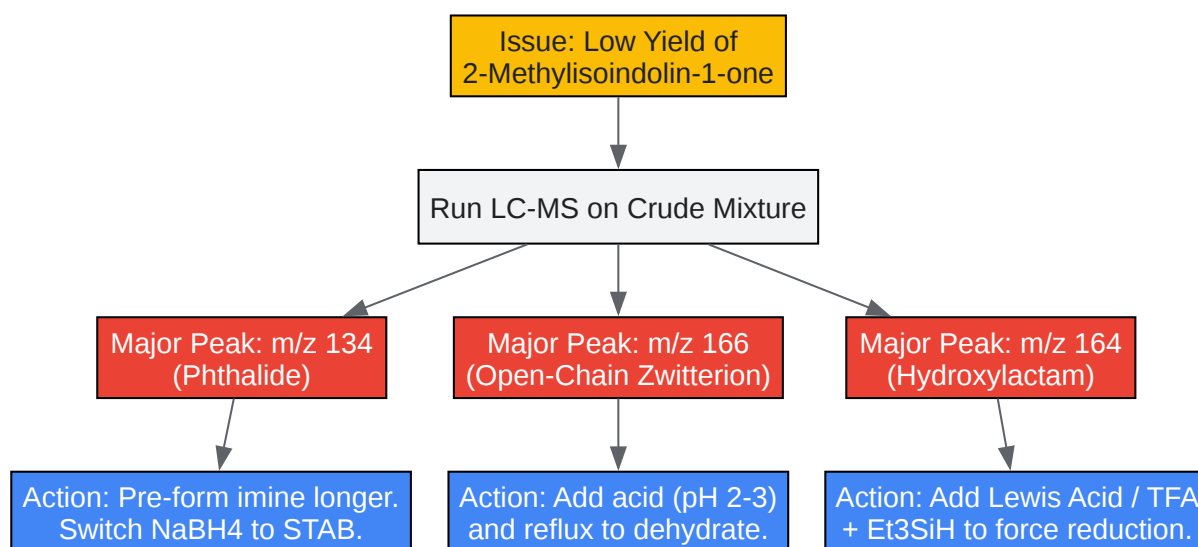 Issue: Low Yield of
2-Methylisoindolin-1-one
Run LC-MS on Crude Mixture
Major Peak: m/z 134
(Phthalide)
Major Peak: m/z 166
(Open-Chain Zwitterion)
Major Peak: m/z 164
(Hydroxylactam)
Action: Pre-form imine longer.
Switch NaBH4 to STAB.
Action: Add acid (pH 2-3)
and reflux to dehydrate.
Action: Add Lewis Acid / TFA
+ Et3SiH to force reduction.